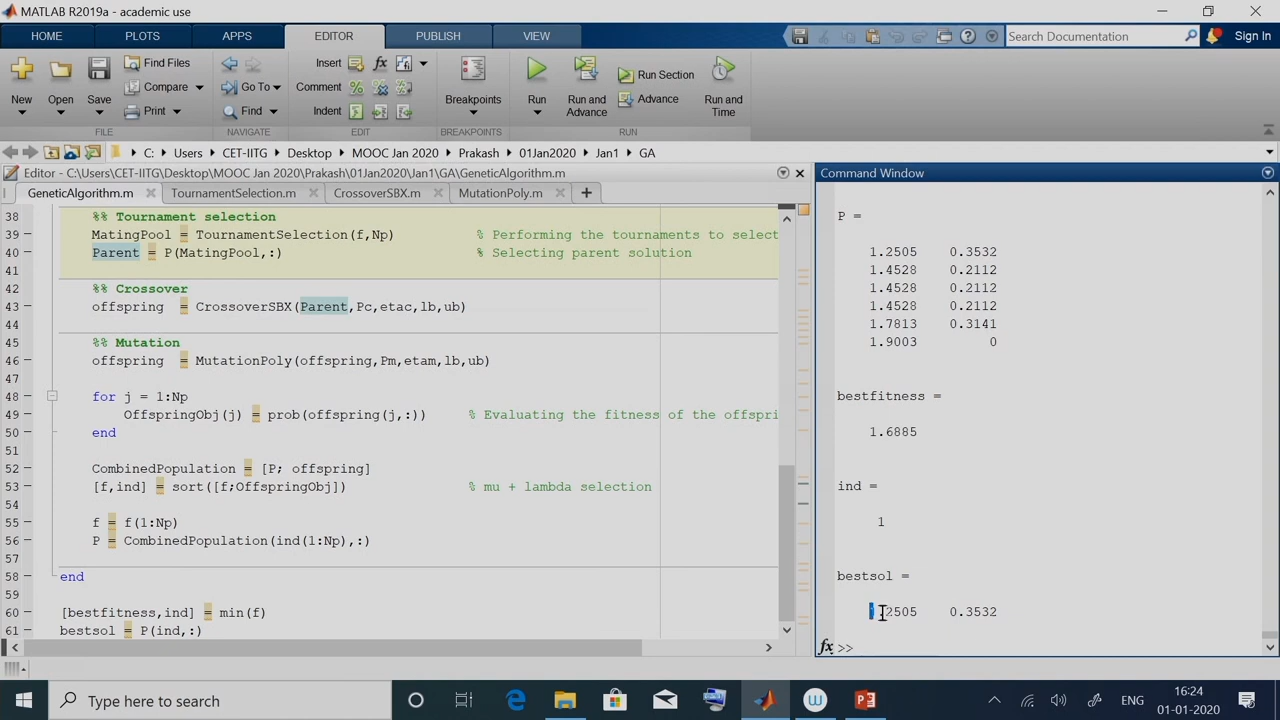 MATLAB R2019a - academic use
HOME PLOTS APPS EDITOR PUBLISH VIEW Search Documentation Sign In
New Open Save Find Files Compare Print
Go To Find
Insert Comment Indent
Breakpoints
Run Run and Advance Run Section Advance Run and Time
FILE NAVIGATE EDIT BREAKPOINTS RUN
C: Users CET-IITG Desktop MOOC Jan 2020 Prakash 01Jan2020 Jan1 GA
Editor - C:\Users\CET-IITG\Desktop\MOOC Jan 2020\Prakash\01Jan2020\Jan1\GA\GeneticAlgorithm.m
GeneticAlgorithm.m TournamentSelection.m CrossoverSBX.m MutationPoly.m
38 %% Tournament selection
39 MatingPool = TournamentSelection(f,Np) % Performing the tournaments to select
40 Parent = P(MatingPool,:) % Selecting parent solution
41
42 %% Crossover
43 offspring = CrossoverSBX(Parent,Pc,etac,lb,ub)
44
45 %% Mutation
46 offspring = MutationPoly(offspring,Pm,etam,lb,ub)
47
48 for j = 1:Np
49 OffspringObj(j) = prob(offspring(j,:)) % Evaluating the fitness of the offspri
50 end
51
52 CombinedPopulation = [P; offspring]
53 [f,ind] = sort([f;OffspringObj]) % mu + lambda selection
54
55 f = f(1:Np)
56 P = CombinedPopulation(ind(1:Np),:)
57
58 end
59
60 [bestfitness,ind] = min(f)
61 bestsol = P(ind,:)
Command Window
P =
1.2505 0.3532
1.4528 0.2112
1.4528 0.2112
1.4528 0.2112
1.7813 0.3141
1.9003 0
bestfitness =
1.6885
ind =
1
bestsol =
1.2505 0.3532
fx >>
Type here to search
ENG
16:24
01-01-2020